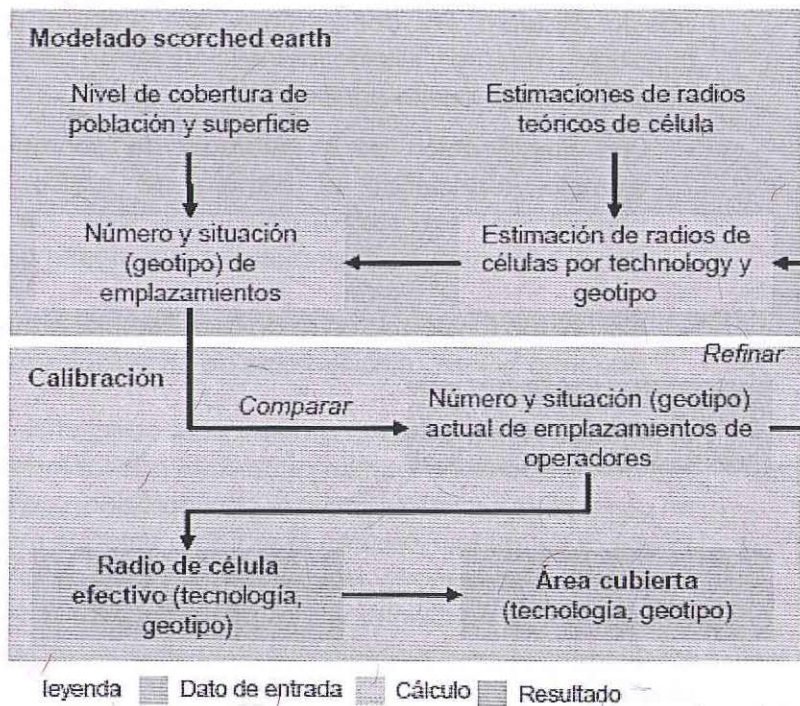 Modelado scorched earth
Nivel de cobertura de
población y superficie
Estimaciones de radios
teóricos de célula
Número y situación
(geotipo) de
emplazamientos
Estimación de radios de
células por technology y
geotipo
Refinar
Calibración
Comparar
Número y situación (geotipo)
actual de emplazamientos de
operadores
Radio de célula
efectivo (tecnología,
geotipo)
Área cubierta
(tecnología, geotipo)
leyenda Dato de entrada Cálculo Resultado